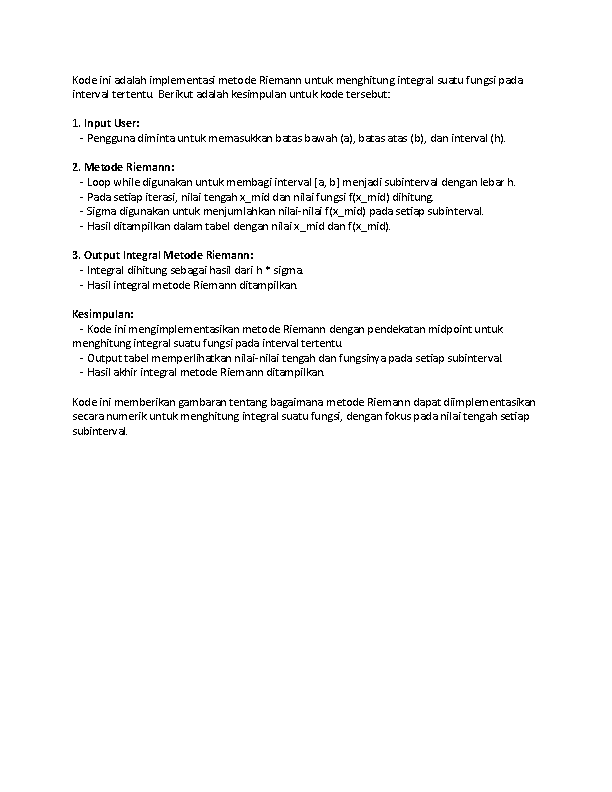 Kode ini adalah implementasi metode Riemann untuk menghitung integral suatu fungsi pada
interval tertentu. Berikut adalah kesimpulan untuk kode tersebut:
1. Input User:
- Pengguna diminta untuk memasukkan batas bawah (a), batas atas (b), dan interval (h).
2. Metode Riemann:
- Loop while digunakan untuk membagi interval [a, b] menjadi subinterval dengan lebar h.
- Pada setiap iterasi, nilai tengah x_mid dan nilai fungsi f(x_mid) dihitung.
- Sigma digunakan untuk menjumlahkan nilai-nilai f(x_mid) pada setiap subinterval.
- Hasil ditampilkan dalam tabel dengan nilai x_mid dan f(x_mid).
3. Output Integral Metode Riemann:
- Integral dihitung sebagai hasil dari h * sigma.
- Hasil integral metode Riemann ditampilkan.
Kesimpulan:
- Kode ini mengimplementasikan metode Riemann dengan pendekatan midpoint untuk
menghitung integral suatu fungsi pada interval tertentu.
- Output tabel memperlihatkan nilai-nilai tengah dan fungsinya pada setiap subinterval.
- Hasil akhir integral metode Riemann ditampilkan.
Kode ini memberikan gambaran tentang bagaimana metode Riemann dapat diimplementasikan
secara numerik untuk menghitung integral suatu fungsi, dengan fokus pada nilai tengah setiap
subinterval.